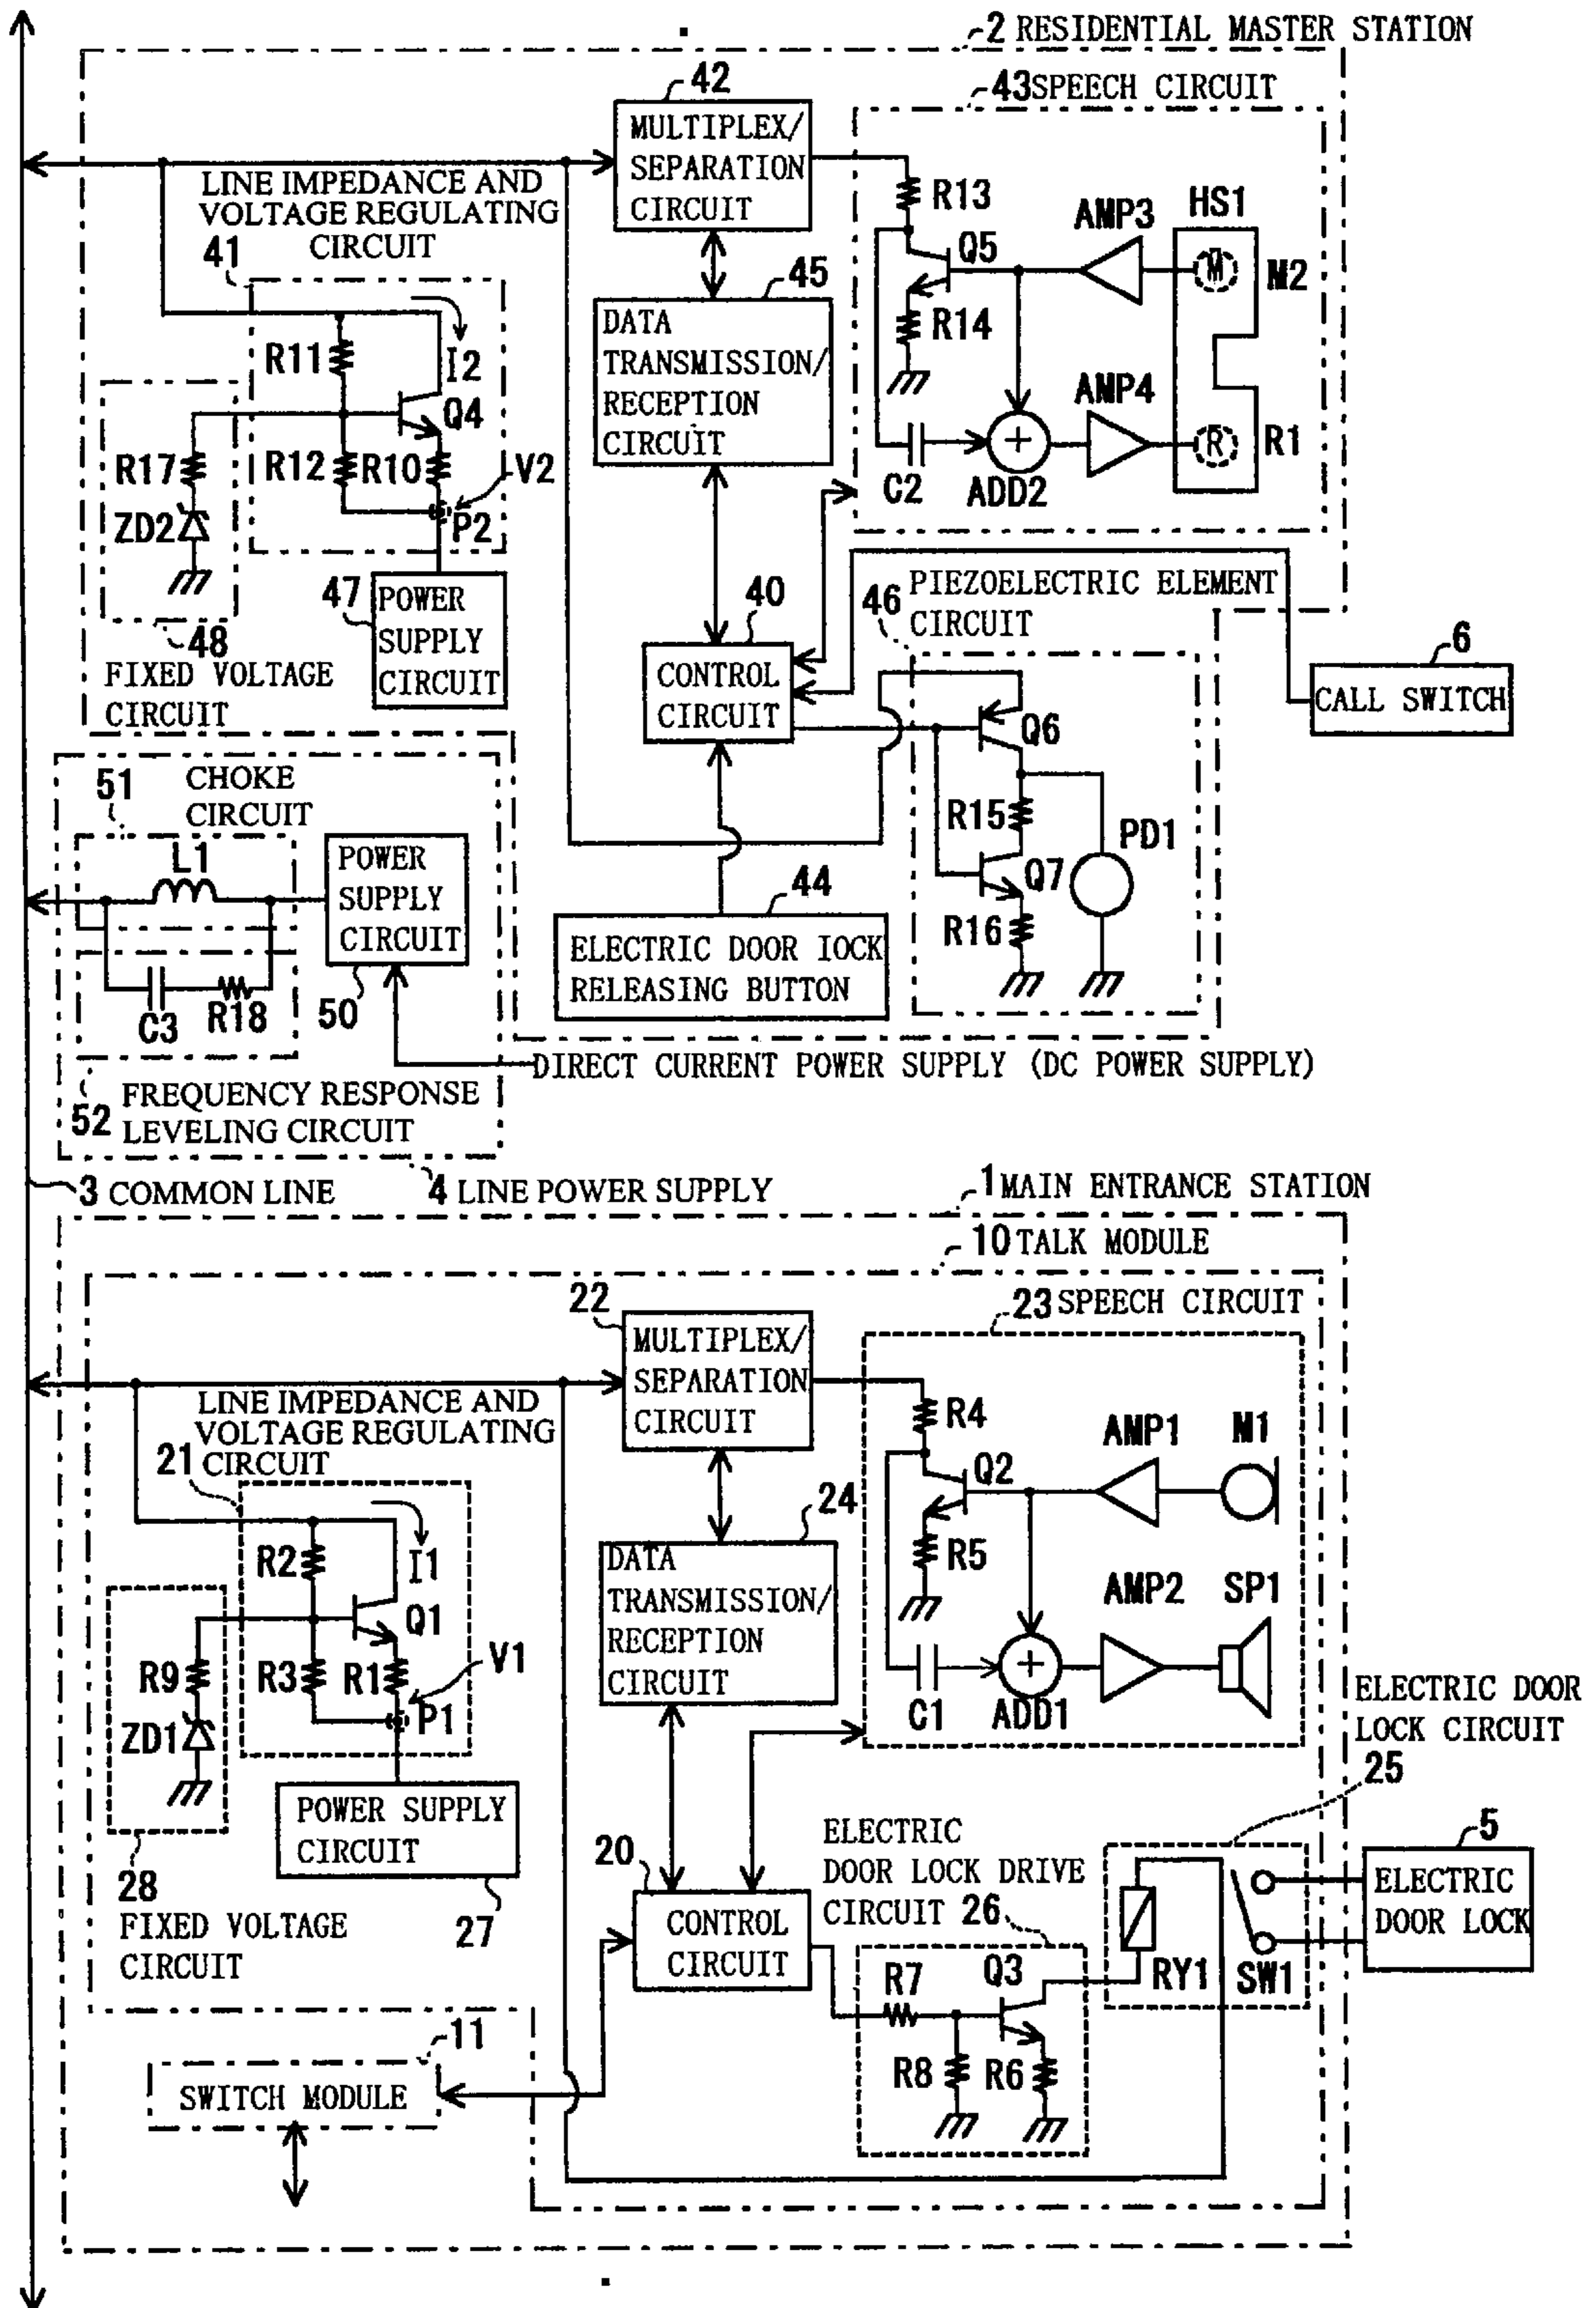 2 RESIDENTIAL MASTER STATION
42
43 SPEECH CIRCUIT
MULTIPLEX/
SEPARATION
CIRCUIT
LINE IMPEDANCE AND
VOLTAGE REGULATING
CIRCUIT
41
R13
AMP3
HS1
Q5
M
M2
45
R14
DATA
TRANSMISSION/
RECEPTION
CIRCUIT
R11
I2
Q4
AMP4
R
R1
R17
R12
R10
V2
C2
ADD2
ZD2
P2
47
POWER
SUPPLY
CIRCUIT
40
46
PIEZOELECTRIC ELEMENT
CIRCUIT
48
FIXED VOLTAGE
CIRCUIT
CONTROL
CIRCUIT
6
CALL SWITCH
Q6
51
CHOKE
CIRCUIT
L1
POWER
SUPPLY
CIRCUIT
R15
PD1
Q7
44
R16
ELECTRIC DOOR IOCK
RELEASING BUTTON
C3
R18
50
DIRECT CURRENT POWER SUPPLY (DC POWER SUPPLY)
52
FREQUENCY RESPONSE
LEVELING CIRCUIT
3 COMMON LINE
4 LINE POWER SUPPLY
1 MAIN ENTRANCE STATION
10 TALK MODULE
22
23 SPEECH CIRCUIT
MULTIPLEX/
SEPARATION
CIRCUIT
LINE IMPEDANCE AND
VOLTAGE REGULATING
CIRCUIT
21
R4
AMP1
M1
Q2
24
R5
DATA
TRANSMISSION/
RECEPTION
CIRCUIT
R2
I1
Q1
AMP2
SP1
R9
R3
R1
V1
ZD1
P1
C1
ADD1
ELECTRIC DOOR
LOCK CIRCUIT
25
POWER SUPPLY
CIRCUIT
28
FIXED VOLTAGE
CIRCUIT
27
20
ELECTRIC
DOOR LOCK DRIVE
CIRCUIT 26
5
ELECTRIC
DOOR LOCK
CONTROL
CIRCUIT
R7
Q3
RY1
SW1
11
SWITCH MODULE
R8
R6